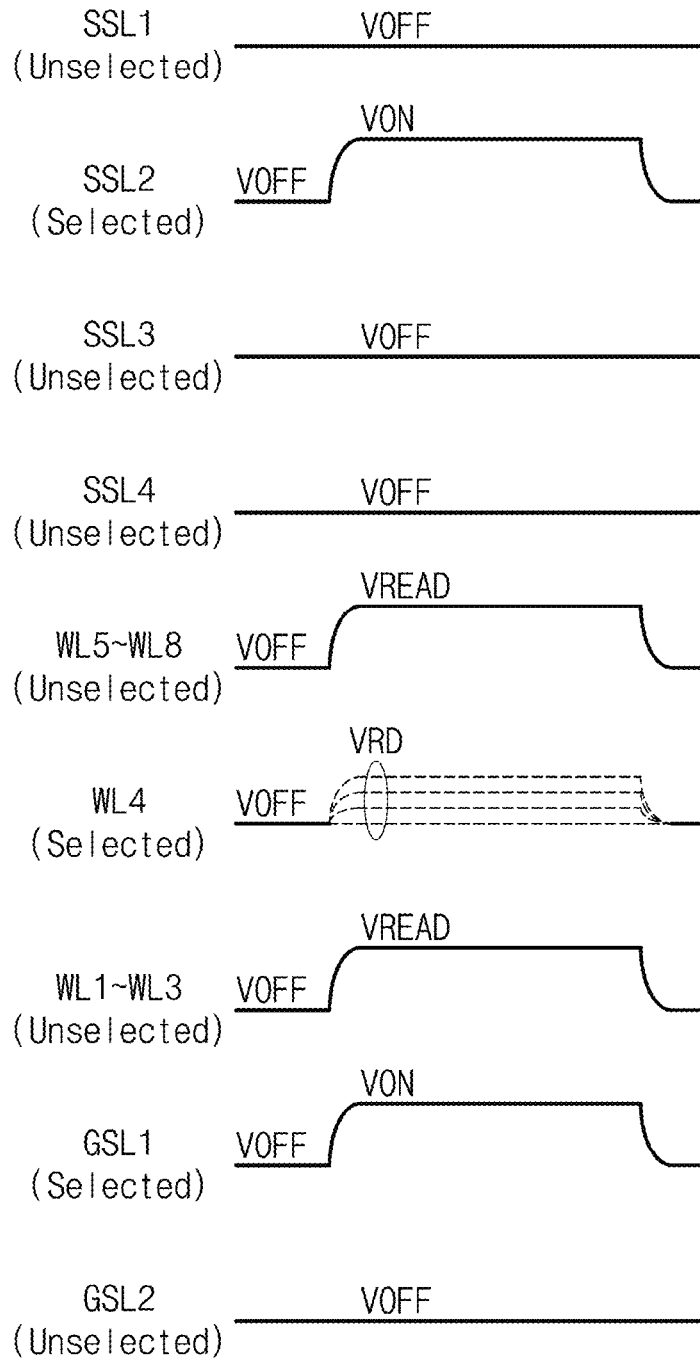 SSL1
(Unselected)
VOFF
VON
SSL2
(Selected)
VOFF
SSL3
(Unselected)
VOFF
SSL4
(Unselected)
VOFF
VREAD
WL5~WL8
(Unselected)
VOFF
VRD
WL4
(Selected)
VOFF
VREAD
WL1~WL3
(Unselected)
VOFF
VON
GSL1
(Selected)
VOFF
GSL2
(Unselected)
VOFF